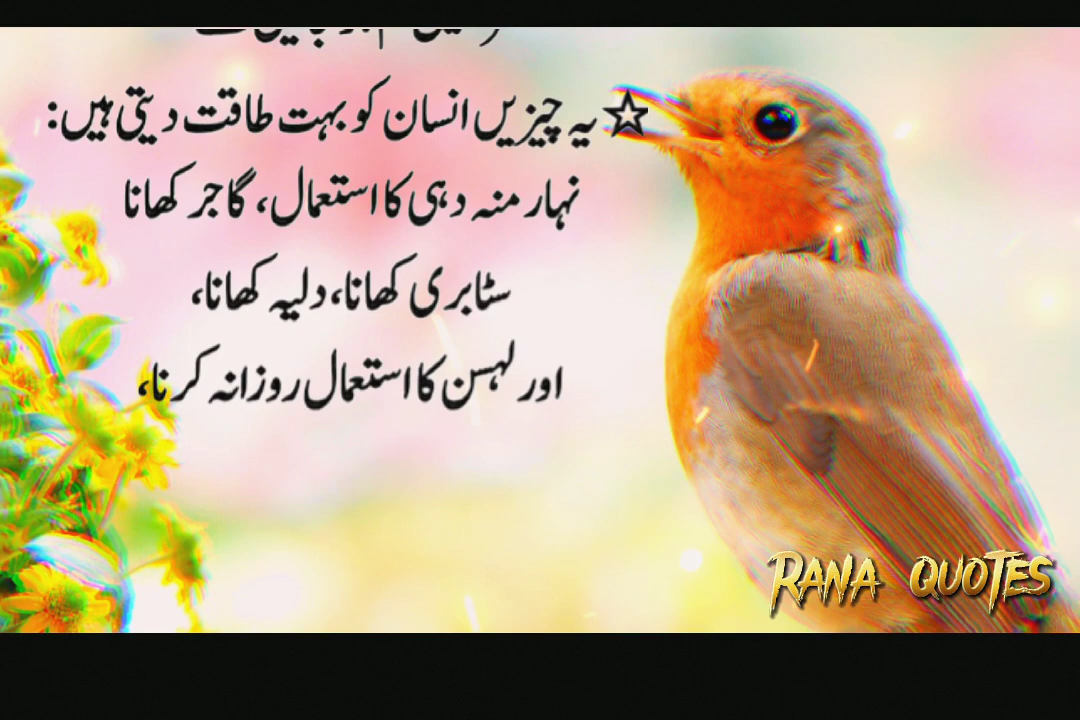 ☆یہ چیزیں انسان کو بہت طاقت دیتی ہیں:
نہار منہ دہی کا استعمال، گاجر کھانا
سٹابری کھانا، دلیہ کھانا،
اور لہسن کا استعمال روزانہ کرنا،
RANA QUOTES